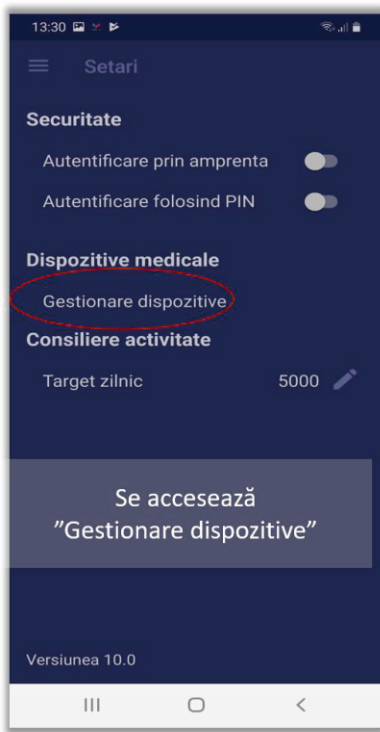 13:30
Setari
Securitate
Autentificare prin amprenta
Autentificare folosind PIN
Dispozitive medicale
Gestionare dispozitive
Consiliere activitate
Target zilnic 5000
Se accesează
”Gestionare dispozitive”
Versiunea 10.0